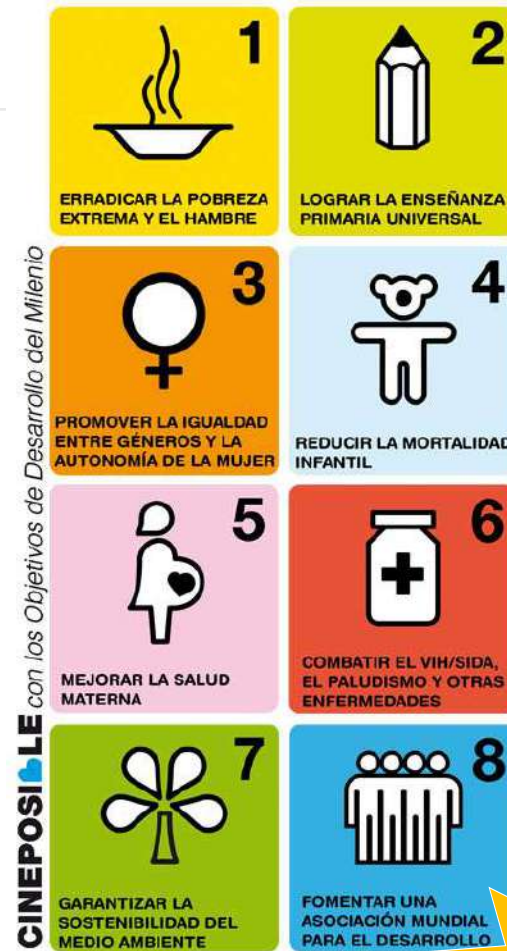 1
ERRADICAR LA POBREZA
EXTREMA Y EL HAMBRE
2
LOGRAR LA ENSEÑANZA
PRIMARIA UNIVERSAL
3
PROMOVER LA IGUALDAD
ENTRE GÉNEROS Y LA
AUTONOMÍA DE LA MUJER
4
REDUCIR LA MORTALIDAD
INFANTIL
5
MEJORAR LA SALUD
MATERNA
6
COMBATIR EL VIH/SIDA,
EL PALUDISMO Y OTRAS
ENFERMEDADES
7
GARANTIZAR LA
SOSTENIBILIDAD DEL
MEDIO AMBIENTE
8
FOMENTAR UNA
ASOCIACIÓN MUNDIAL
PARA EL DESARROLLO
CINEPOSIBLE con los Objetivos de Desarrollo del Milenio